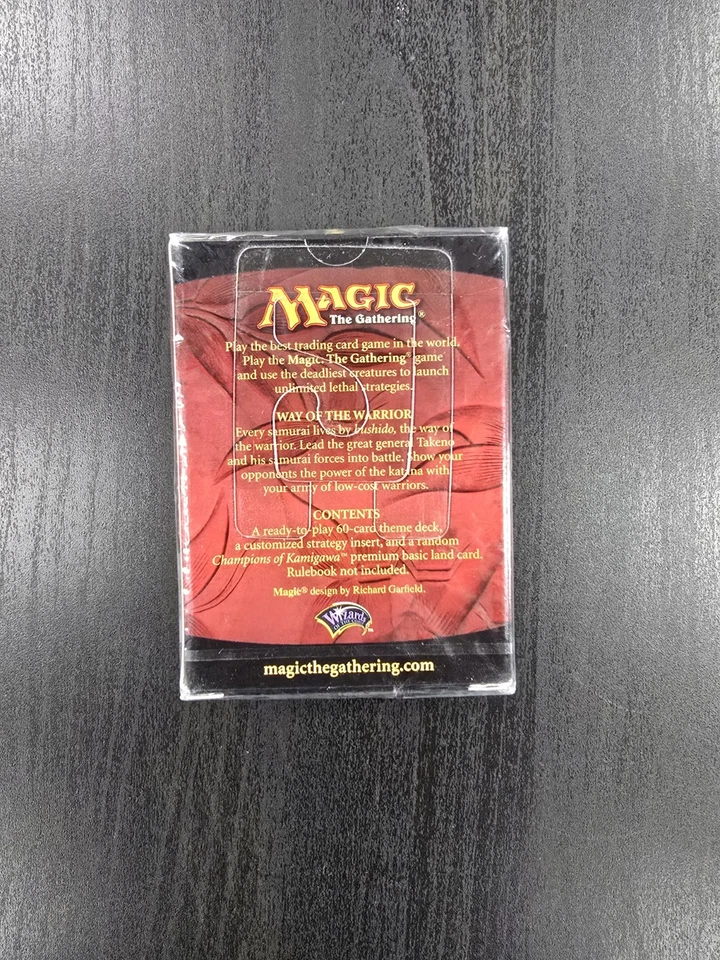 MAGIC
The Gathering®
Play the best trading card game in the world.
Play the Magic: The Gathering® game
and use the deadliest creatures to launch
unlimited lethal strategies.
WAY OF THE WARRIOR
Every samurai lives by bushido, the way of
the warrior. Lead the great general Takeno
and his samurai forces into battle. Show your
opponents the power of the katana with
your army of low-cost warriors.
CONTENTS
A ready-to-play 60-card theme deck,
a customized strategy insert, and a random
Champions of Kamigawa™ premium basic land card.
Rulebook not included.
Magic® design by Richard Garfield.
Wizards
OF THE COAST
magicthegathering.com